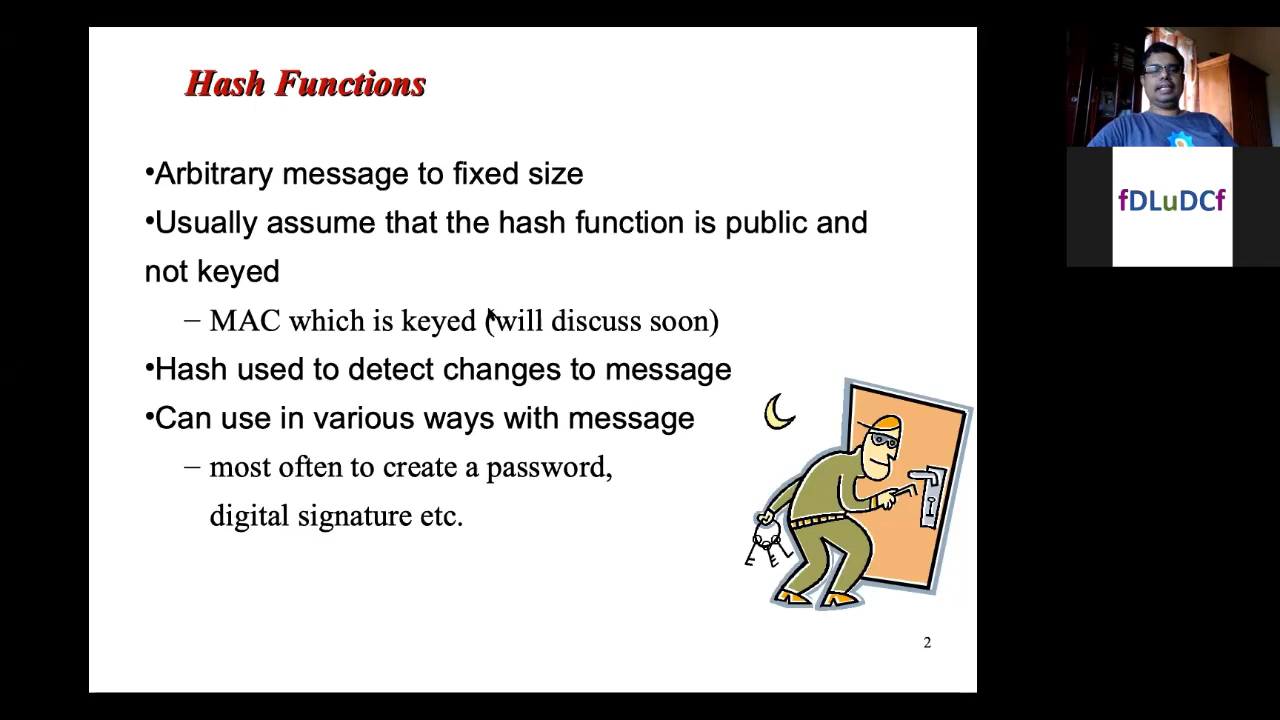 Hash Functions
•Arbitrary message to fixed size
•Usually assume that the hash function is public and
not keyed
– MAC which is keyed (will discuss soon)
•Hash used to detect changes to message
•Can use in various ways with message
– most often to create a password,
digital signature etc.
2
fDLuDCf